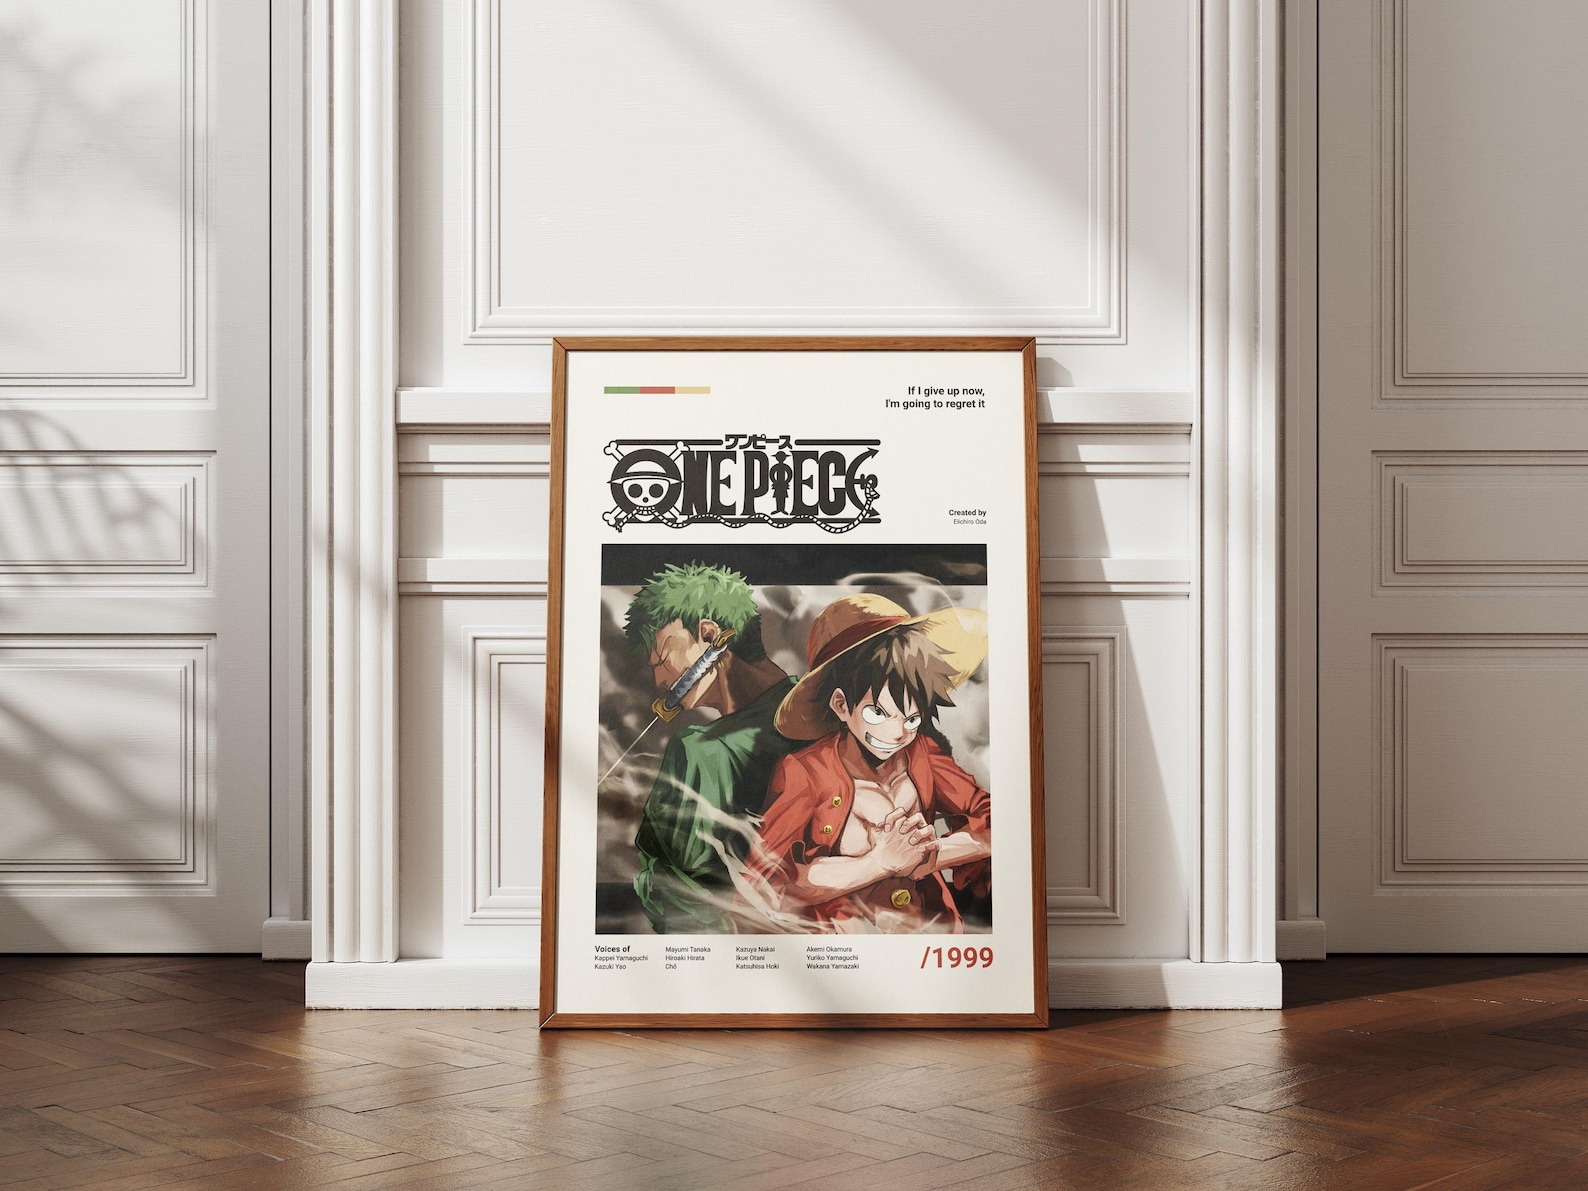 If I give up now,
I'm going to regret it
ワンピース
ONE PIECE
Created by
Eiichiro Oda
Voices of
Kappei Yamaguchi
Kazuki Yao
Mayumi Tanaka
Hiroaki Hirata
Chō
Kazuya Nakai
Ikue Otani
Katsuhisa Hoki
Akemi Okamura
Yuriko Yamaguchi
Wakana Yamazaki
/1999